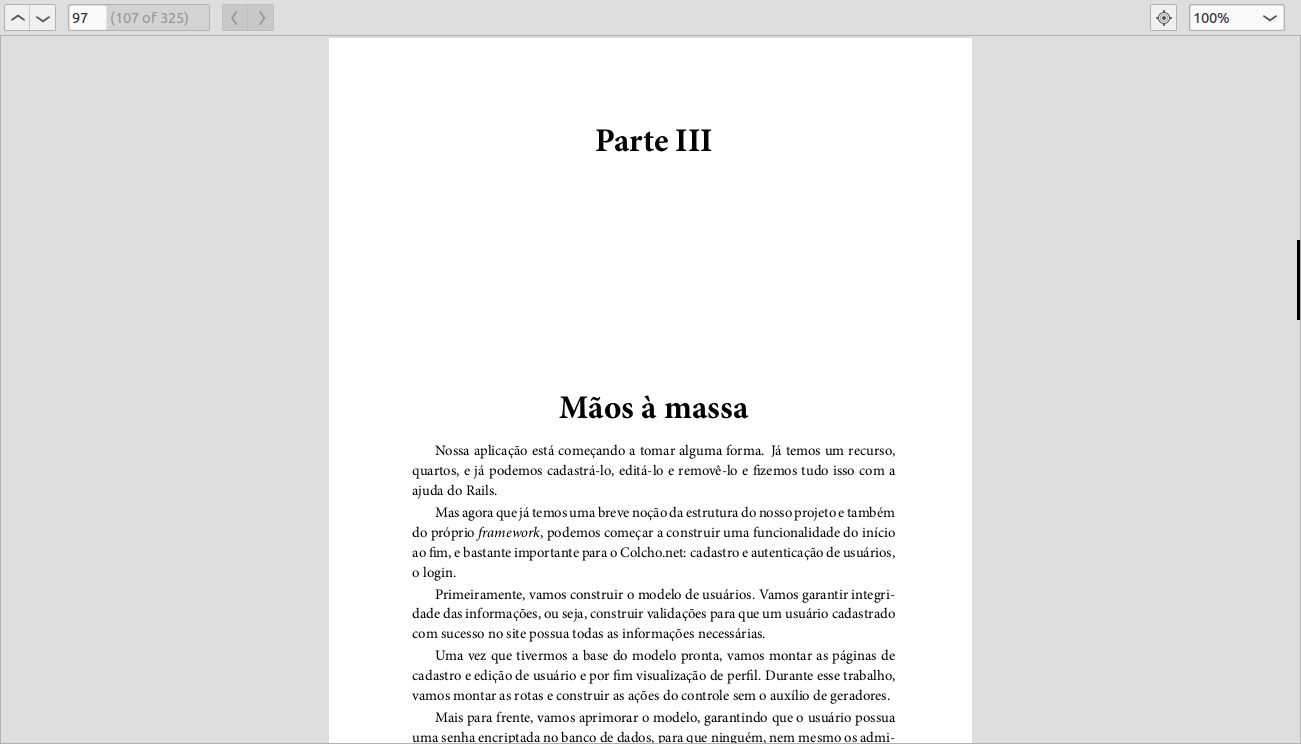 97 (107 of 325) 100%
Parte III
Mãos à massa
Nossa aplicação está começando a tomar alguma forma. Já temos um recurso,
quartos, e já podemos cadastrá-lo, editá-lo e removê-lo e fizemos tudo isso com a
ajuda do Rails.
Mas agora que já temos uma breve noção da estrutura do nosso projeto e também
do próprio framework, podemos começar a construir uma funcionalidade do início
ao fim, e bastante importante para o Colcho.net: cadastro e autenticação de usuários,
o login.
Primeiramente, vamos construir o modelo de usuários. Vamos garantir integri-
dade das informações, ou seja, construir validações para que um usuário cadastrado
com sucesso no site possua todas as informações necessárias.
Uma vez que tivermos a base do modelo pronta, vamos montar as páginas de
cadastro e edição de usuário e por fim visualização de perfil. Durante esse trabalho,
vamos montar as rotas e construir as ações do controle sem o auxílio de geradores.
Mais para frente, vamos aprimorar o modelo, garantindo que o usuário possua
uma senha encriptada no banco de dados, para que ninguém, nem mesmo os admi-